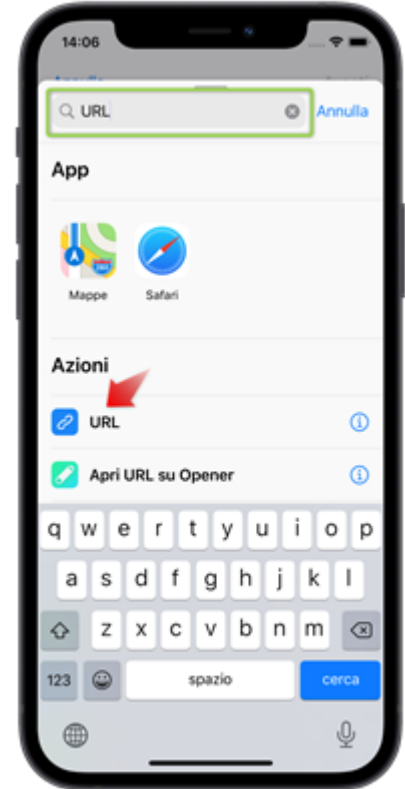 14:06
URL
Annulla
App
Mappe
Safari
Azioni
URL
Apri URL su Opener
q w e r t y u i o p
a s d f g h j k l
z x c v b n m
123
spazio
cerca